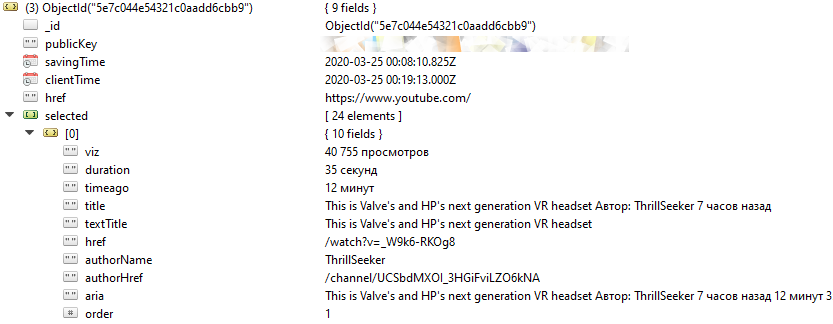 (3) ObjectId("5e7c044e54321c0aadd6cbb9") { 9 fields }
_id ObjectId("5e7c044e54321c0aadd6cbb9")
publicKey
savingTime 2020-03-25 00:08:10.825Z
clientTime 2020-03-25 00:19:13.000Z
href https://www.youtube.com/
selected [ 24 elements ]
[0] { 10 fields }
viz 40 755 просмотров
duration 35 секунд
timeago 12 минут
title This is Valve's and HP's next generation VR headset Автор: ThrillSeeker 7 часов назад
textTitle This is Valve's and HP's next generation VR headset
href /watch?v=_W9k6-RKOg8
authorName ThrillSeeker
authorHref /channel/UCSbdMXOI_3HGiFviLZO6kNA
aria This is Valve's and HP's next generation VR headset Автор: ThrillSeeker 7 часов назад 12 минут 3
order 1